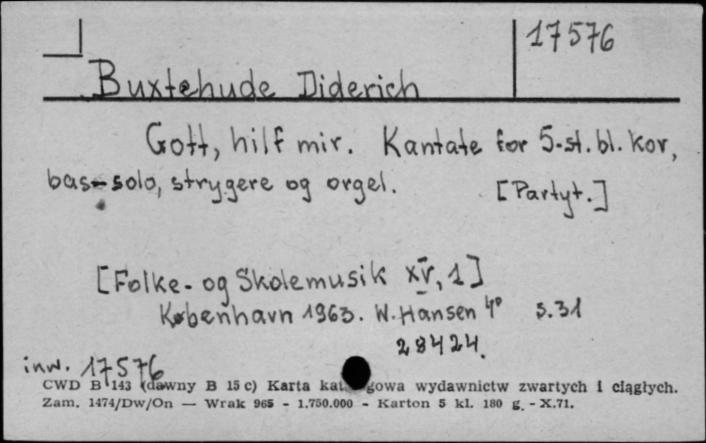 17576
Buxtehude Diderich
Gott, hilf mir. Kantate for 5-st. bl. kor,
bas-solo, strygere og orgel. [Partyt.]
[Folke- og Skolemusik XV, 1]
København 1963. W. Hansen 4° s. 31
28424.
inw. 17576
CWD B 143 (dawny B 15 c) Karta katalogowa wydawnictw zwartych i ciągłych.
Zam. 1474/Dw/On — Wrak 965 - 1.750.000 - Karton 5 kl. 180 g. - X.71.